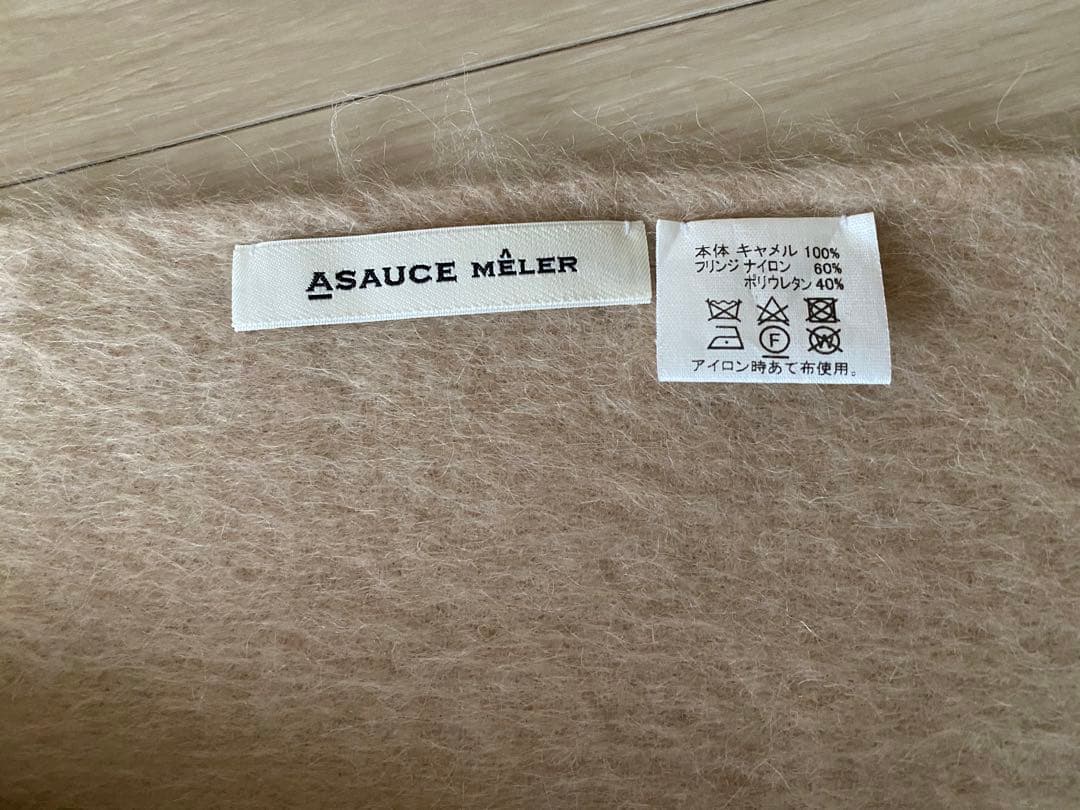 ASAUCE MÊLER
本体 キャメル 100%
フリンジ ナイロン 60%
ポリウレタン 40%
F W
アイロン時あて布使用。